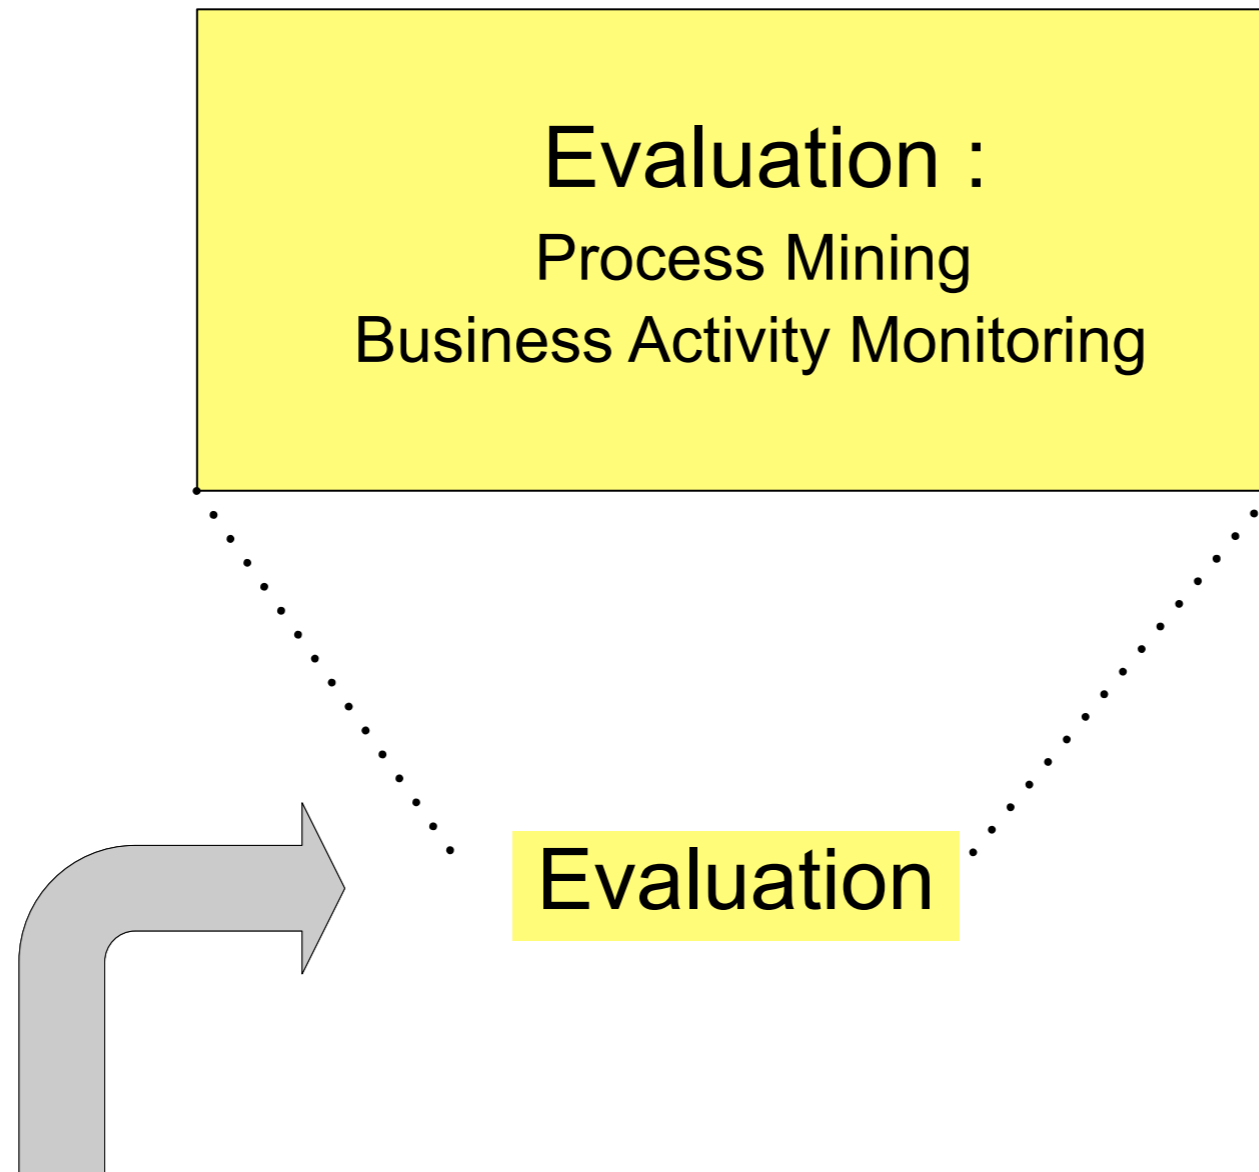 Evaluation :
Process Mining
Business Activity Monitoring
Evaluation